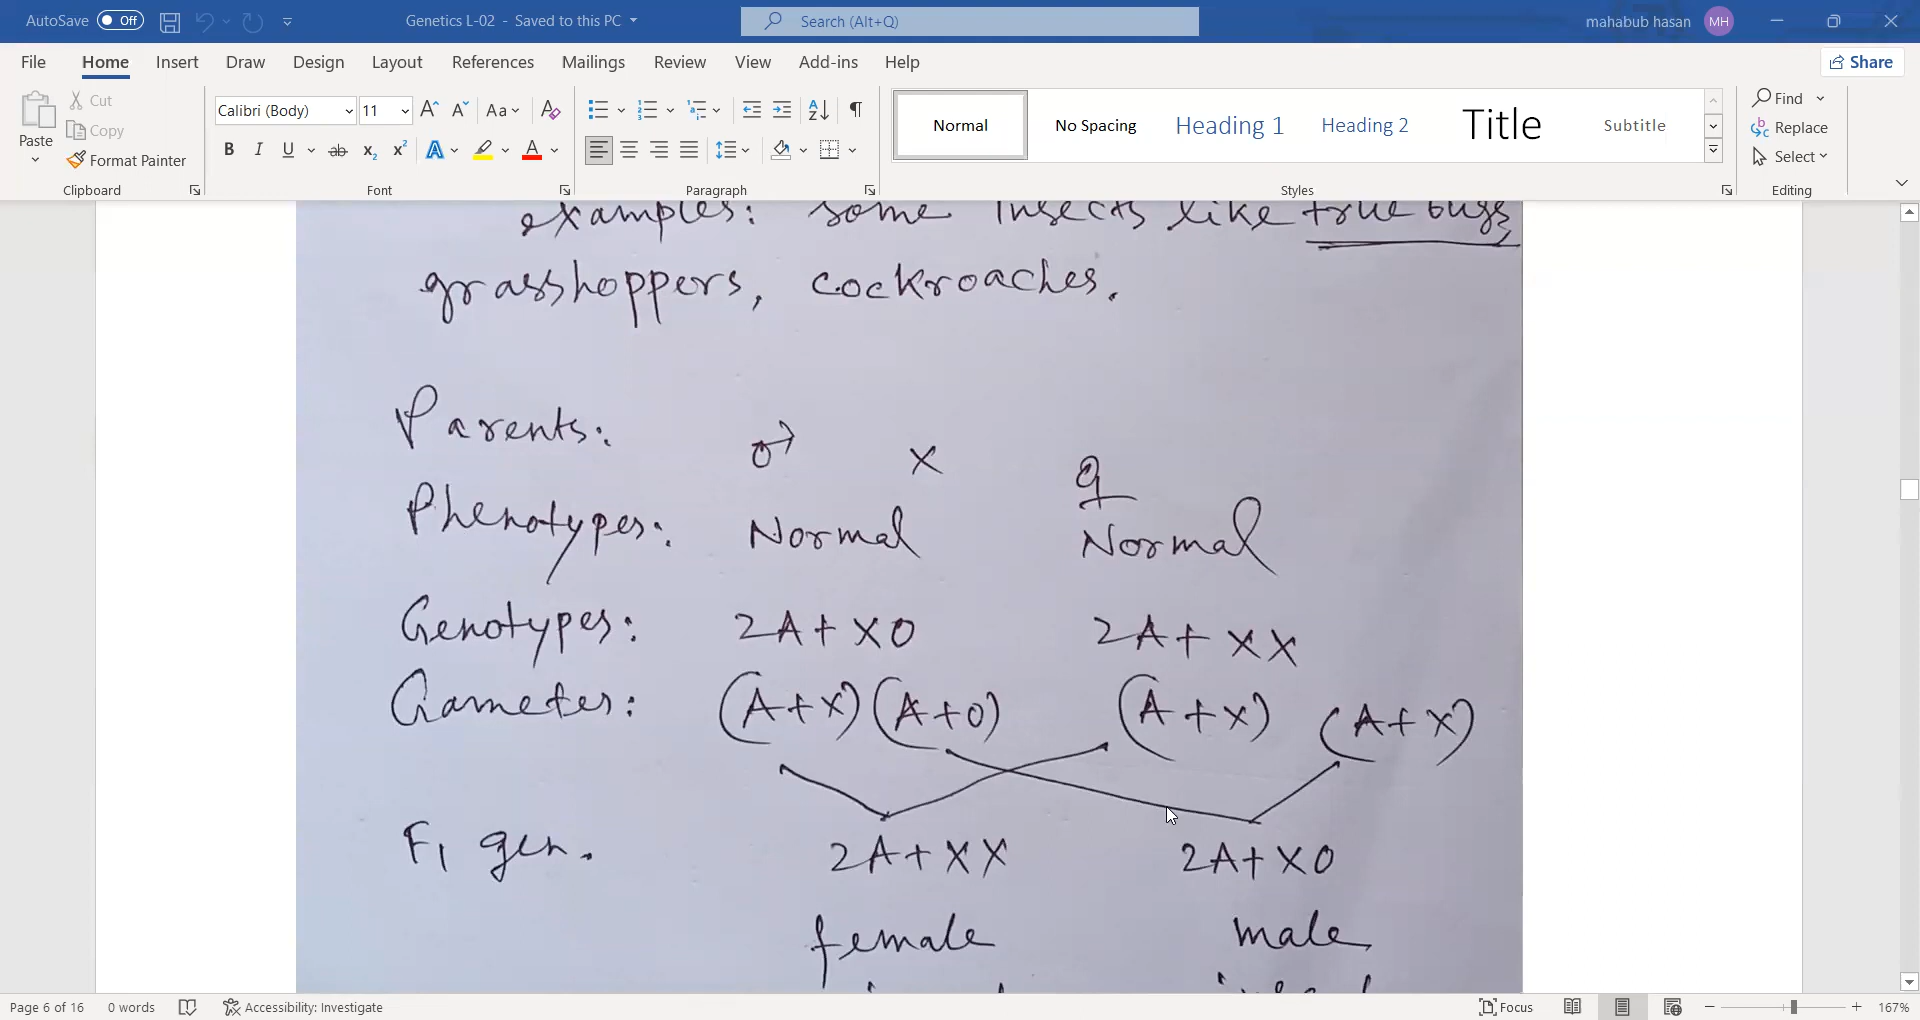 AutoSave Off Genetics L-02 - Saved to this PC Search (Alt+Q) mahabub hasan MH
File Home Insert Draw Design Layout References Mailings Review View Add-ins Help Share
Cut
Copy
Paste
Format Painter
Clipboard
Calibri (Body) 11
Font
Paragraph
Normal No Spacing Heading 1 Heading 2 Title Subtitle
Styles
Find
Replace
Select
Editing
examples: some insects like true bugs,
grasshoppers, cockroaches.
Parents: ♂ × ♀
Phenotypes: Normal Normal
Genotypes: 2A+XO 2A+XX
Gametes: (A+X) (A+O) (A+X) (A+X)
F1 gen. 2A+XX 2A+XO
female male
Page 6 of 16 0 words Accessibility: Investigate Focus 167%